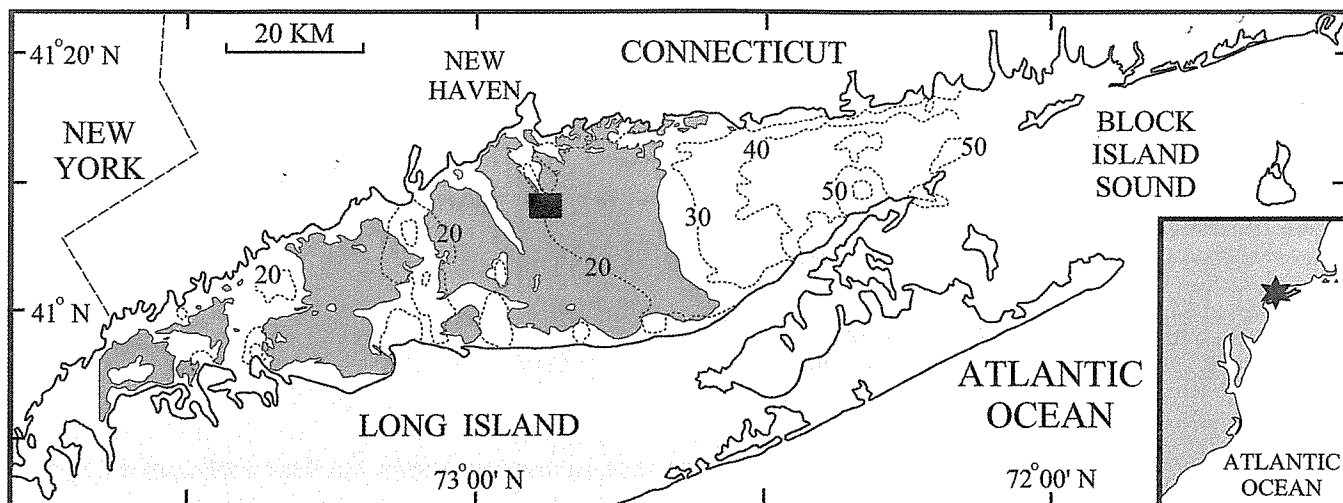 41°20' N
20 KM
NEW
HAVEN
CONNECTICUT
NEW
YORK
BLOCK
ISLAND
SOUND
40
50
50
30
20
20
20
41° N
ATLANTIC
OCEAN
LONG ISLAND
73°00' N
72°00' N
ATLANTIC
OCEAN